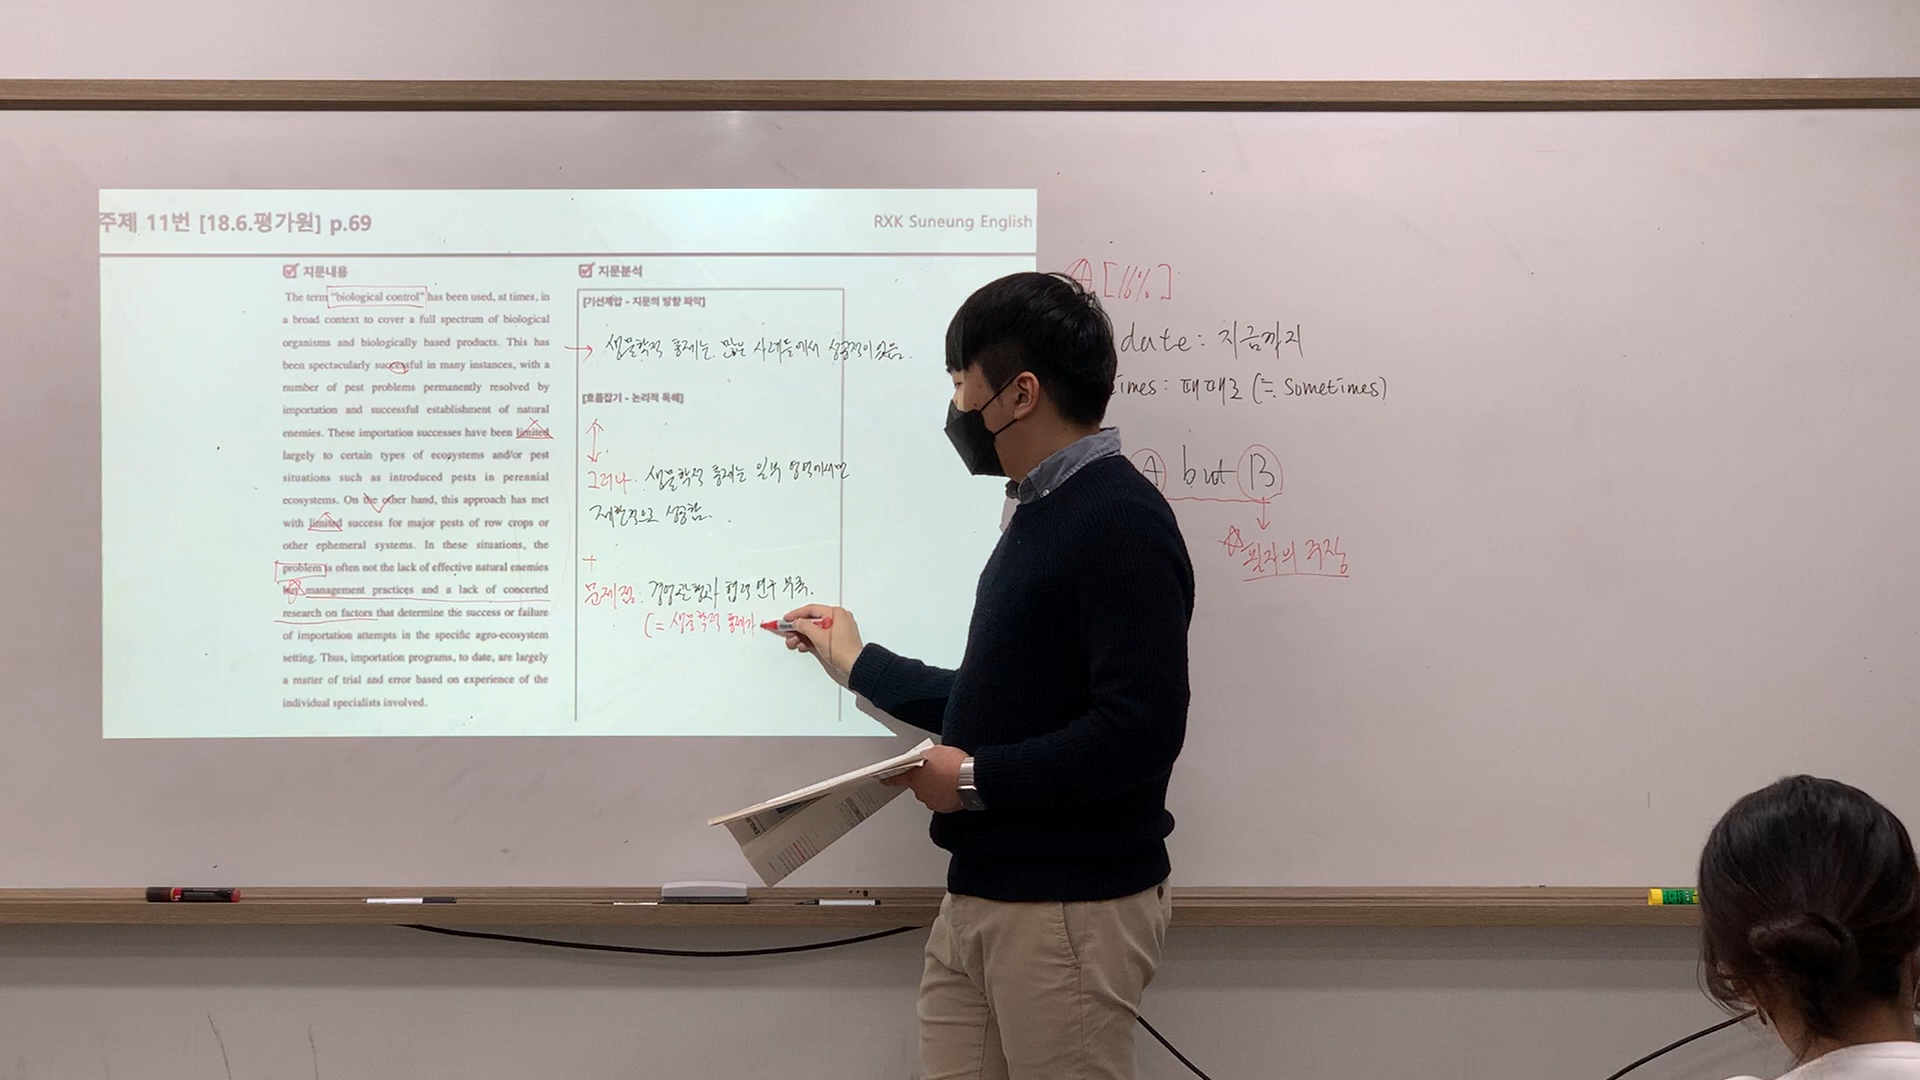 주제 11번 [18.6.평가원] p.69
RXK Suneung English
지문내용
The term "biological control" has been used, at times, in
a broad context to cover a full spectrum of biological
organisms and biologically based products. This has
been spectacularly successful in many instances, with a
number of pest problems permanently resolved by
importation and successful establishment of natural
enemies. These importation successes have been limited
largely to certain types of ecosystems and/or pest
situations such as introduced pests in perennial
ecosystems. On the other hand, this approach has met
with limited success for major pests of row crops or
other ephemeral systems. In these situations, the
problem is often not the lack of effective natural enemies
but management practices and a lack of concerted
research on factors that determine the success or failure
of importation attempts in the specific agro-ecosystem
setting. Thus, importation programs, to date, are largely
a matter of trial and error based on experience of the
individual specialists involved.
지문분석
[기선제압 - 지문의 방향 파악]
→ 생물학적 통제는 많은 사례들에서 성공적이었음.
[흐름잡기 - 논리적 독해]
그러나. 생물학적 통제는 일부 영역에서만
제한적으로 성공함.
+
문제점: 경영관행과 협력 연구 부족.
(= 생물학적 통제가
A [16%]
date: 지금까지
times: 때때로 (≒ sometimes)
A but B
필자의 주장